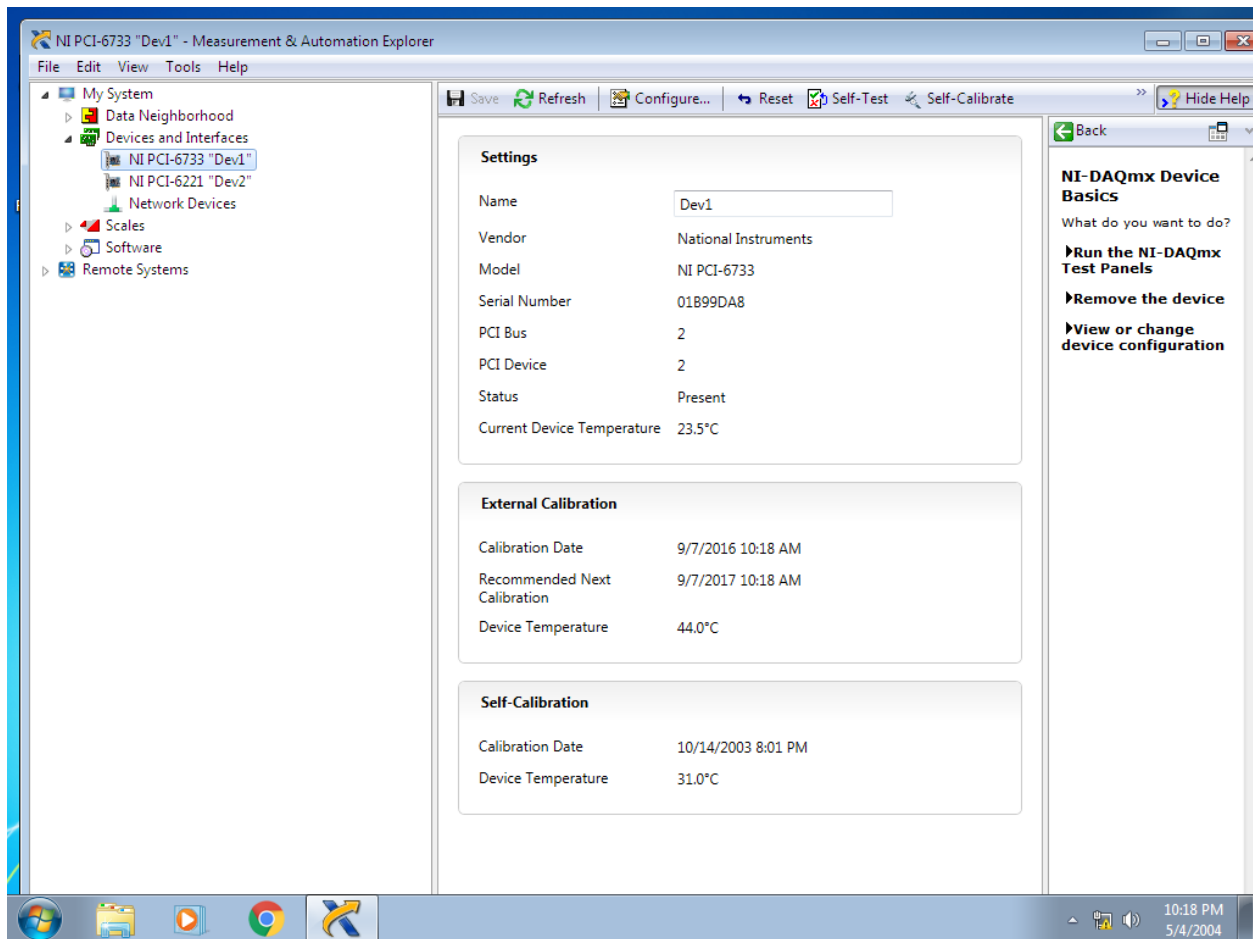 NI PCI-6733 "Dev1" - Measurement & Automation Explorer
File Edit View Tools Help
My System
Data Neighborhood
Devices and Interfaces
NI PCI-6733 "Dev1"
NI PCI-6221 "Dev2"
Network Devices
Scales
Software
Remote Systems
Save Refresh Configure... Reset Self-Test Self-Calibrate » Hide Help
Settings
Name Dev1
Vendor National Instruments
Model NI PCI-6733
Serial Number 01B99DA8
PCI Bus 2
PCI Device 2
Status Present
Current Device Temperature 23.5°C
External Calibration
Calibration Date 9/7/2016 10:18 AM
Recommended Next 9/7/2017 10:18 AM
Calibration
Device Temperature 44.0°C
Self-Calibration
Calibration Date 10/14/2003 8:01 PM
Device Temperature 31.0°C
Back
NI-DAQmx Device
Basics
What do you want to do?
Run the NI-DAQmx
Test Panels
Remove the device
View or change
device configuration
10:18 PM
5/4/2004